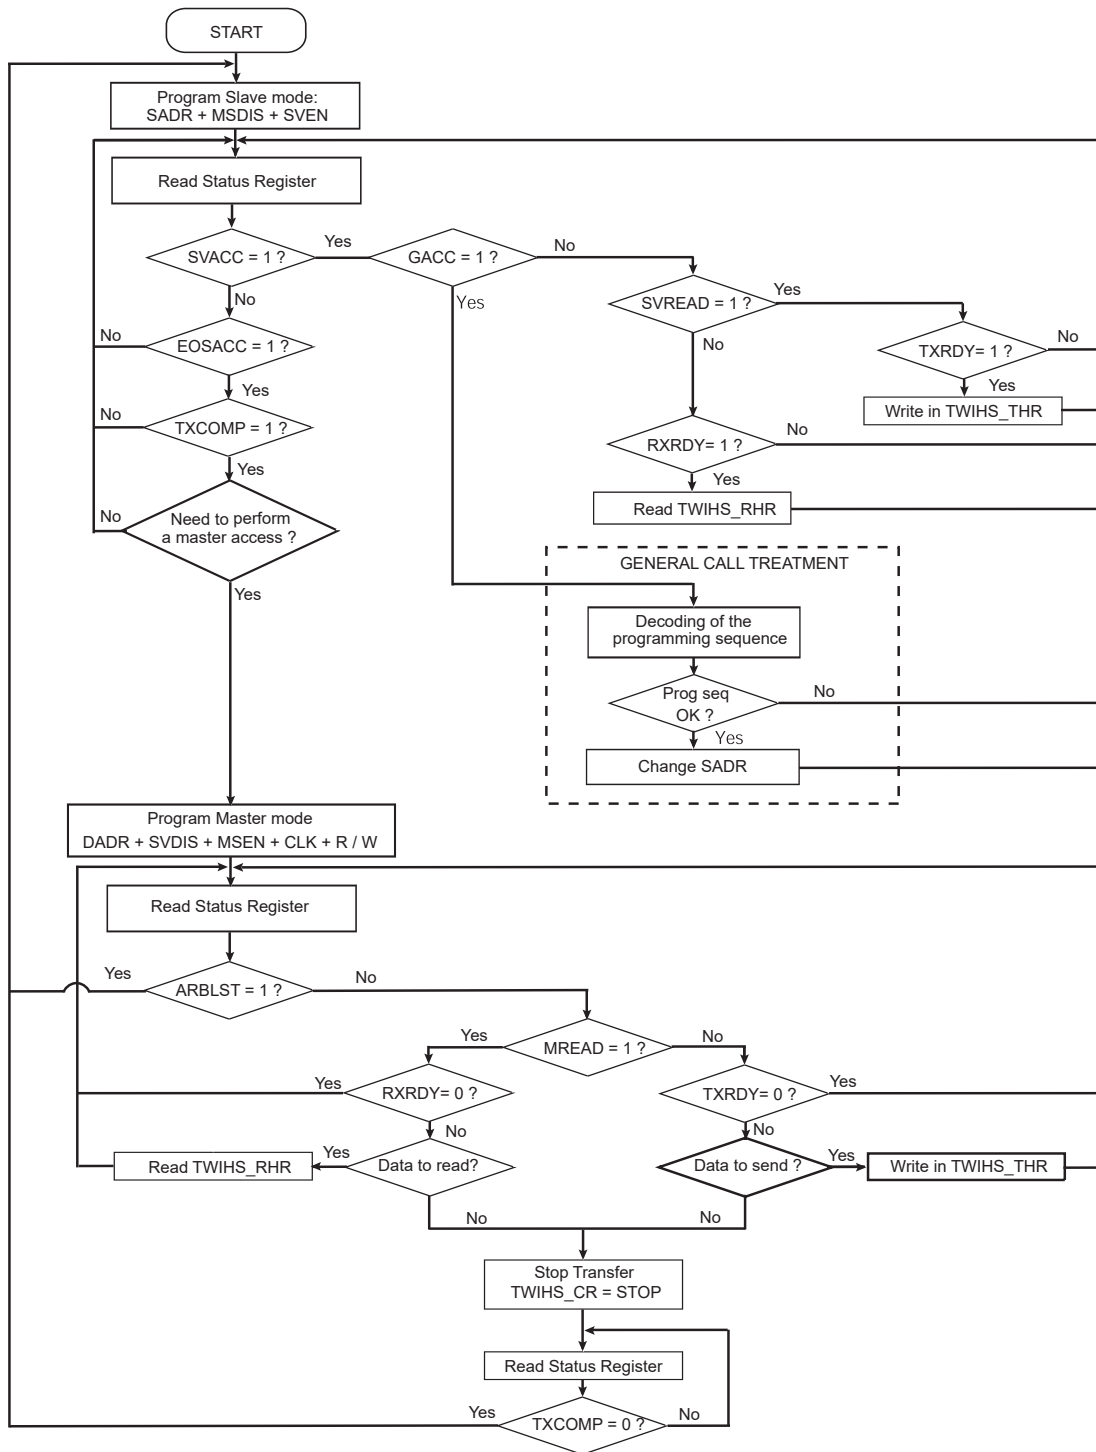 START
Program Slave mode:
SADR + MSDIS + SVEN
Read Status Register
SVACC = 1 ?
Yes
GACC = 1 ?
No
No
Yes
SVREAD = 1 ?
Yes
EOSACC = 1 ?
No
No
TXRDY= 1 ?
No
Yes
Yes
Write in TWIHS_THR
TXCOMP = 1 ?
No
RXRDY= 1 ?
No
Yes
Yes
Read TWIHS_RHR
Need to perform
a master access ?
No
Yes
GENERAL CALL TREATMENT
Decoding of the
programming sequence
Prog seq
OK ?
No
Yes
Change SADR
Program Master mode
DADR + SVDIS + MSEN + CLK + R / W
Read Status Register
Yes
ARBLST = 1 ?
No
Yes
MREAD = 1 ?
No
Yes
RXRDY= 0 ?
TXRDY= 0 ?
Yes
No
No
Read TWIHS_RHR
Yes
Data to read?
Data to send ?
Yes
Write in TWIHS_THR
No
No
Stop Transfer
TWIHS_CR = STOP
Read Status Register
Yes
TXCOMP = 0 ?
No